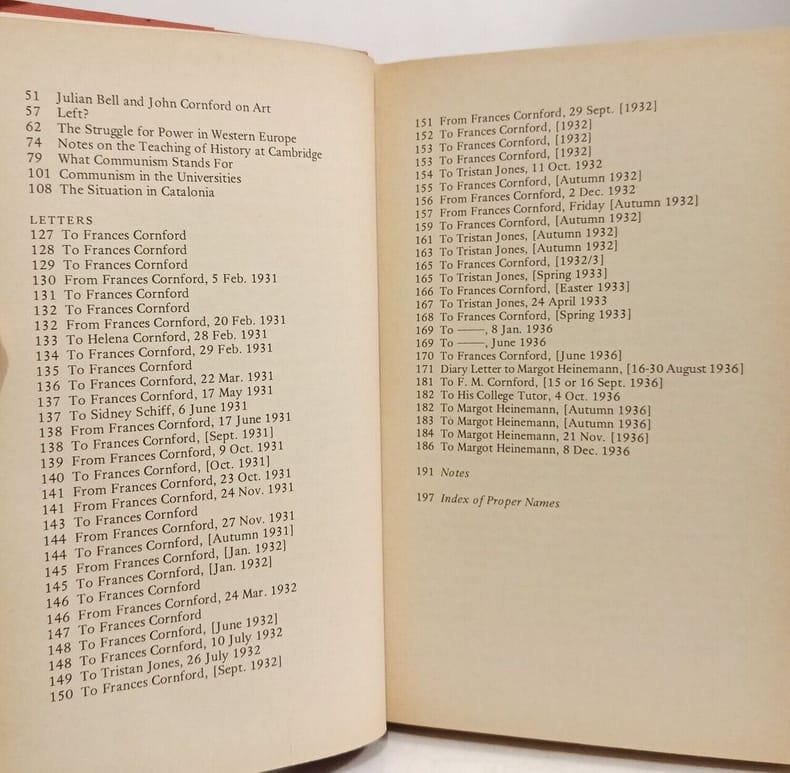 51 Julian Bell and John Cornford on Art
57 Left?
62 The Struggle for Power in Western Europe
74 Notes on the Teaching of History at Cambridge
79 What Communism Stands For
101 Communism in the Universities
108 The Situation in Catalonia
LETTERS
127 To Frances Cornford
128 To Frances Cornford
129 To Frances Cornford
130 From Frances Cornford, 5 Feb. 1931
131 To Frances Cornford
132 To Frances Cornford
132 From Frances Cornford, 20 Feb. 1931
133 To Helena Cornford, 28 Feb. 1931
134 To Frances Cornford, 29 Feb. 1931
135 To Frances Cornford
136 To Frances Cornford, 22 Mar. 1931
137 To Frances Cornford, 17 May 1931
137 To Sidney Schiff, 6 June 1931
138 From Frances Cornford, 17 June 1931
138 To Frances Cornford, [Sept. 1931]
139 From Frances Cornford, 9 Oct. 1931
140 To Frances Cornford, [Oct. 1931]
141 From Frances Cornford, 23 Oct. 1931
141 From Frances Cornford, 24 Nov. 1931
143 To Frances Cornford
144 From Frances Cornford, 27 Nov. 1931
144 To Frances Cornford, [Autumn 1931]
145 From Frances Cornford, [Jan. 1932]
145 To Frances Cornford, [Jan. 1932]
146 To Frances Cornford
146 From Frances Cornford, 24 Mar. 1932
147 To Frances Cornford
148 To Frances Cornford, [June 1932]
148 To Frances Cornford, 10 July 1932
149 To Tristan Jones, 26 July 1932
150 To Frances Cornford, [Sept. 1932]
151 From Frances Cornford, 29 Sept. [1932]
152 To Frances Cornford, [1932]
153 To Frances Cornford, [1932]
153 To Frances Cornford, [1932]
154 To Tristan Jones, 11 Oct. 1932
155 To Frances Cornford, [Autumn 1932]
156 From Frances Cornford, 2 Dec. 1932
157 From Frances Cornford, Friday [Autumn 1932]
159 To Frances Cornford, [Autumn 1932]
161 To Tristan Jones, [Autumn 1932]
163 To Tristan Jones, [Autumn 1932]
165 To Frances Cornford, [1932/3]
165 To Tristan Jones, [Spring 1933]
166 To Frances Cornford, [Easter 1933]
167 To Tristan Jones, 24 April 1933
168 To Frances Cornford, [Spring 1933]
169 To ——, 8 Jan. 1936
169 To ——, June 1936
170 To Frances Cornford, [June 1936]
171 Diary Letter to Margot Heinemann, [16-30 August 1936]
181 To F. M. Cornford, [15 or 16 Sept. 1936]
182 To His College Tutor, 4 Oct. 1936
182 To Margot Heinemann, [Autumn 1936]
183 To Margot Heinemann, [Autumn 1936]
184 To Margot Heinemann, 21 Nov. [1936]
186 To Margot Heinemann, 8 Dec. 1936
191 Notes
197 Index of Proper Names